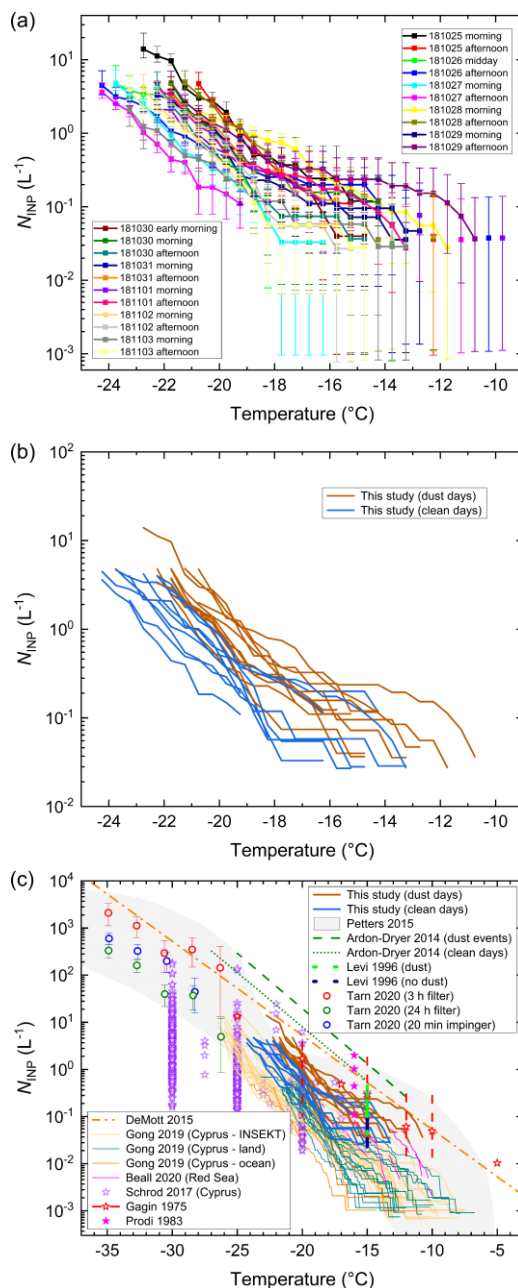 (a)
10¹
10⁰
10⁻¹
10⁻²
10⁻³
N_INP (L⁻¹)
181025 morning
181025 afternoon
181026 midday
181026 afternoon
181027 morning
181027 afternoon
181028 morning
181028 afternoon
181029 morning
181029 afternoon
181030 early morning
181030 morning
181030 afternoon
181031 morning
181031 afternoon
181101 morning
181101 afternoon
181102 morning
181102 afternoon
181103 morning
181103 afternoon
-24 -22 -20 -18 -16 -14 -12 -10
Temperature (°C)
(b)
10²
10¹
10⁰
10⁻¹
10⁻²
N_INP (L⁻¹)
This study (dust days)
This study (clean days)
-24 -22 -20 -18 -16 -14 -12 -10
Temperature (°C)
(c)
10⁴
10³
10²
10¹
10⁰
10⁻¹
10⁻²
10⁻³
N_INP (L⁻¹)
This study (dust days)
This study (clean days)
Petters 2015
Ardon-Dryer 2014 (dust events)
Ardon-Dryer 2014 (clean days)
Levi 1996 (dust)
Levi 1996 (no dust)
Tarn 2020 (3 h filter)
Tarn 2020 (24 h filter)
Tarn 2020 (20 min impinger)
DeMott 2015
Gong 2019 (Cyprus - INSEKT)
Gong 2019 (Cyprus - land)
Gong 2019 (Cyprus - ocean)
Beall 2020 (Red Sea)
Schrod 2017 (Cyprus)
Gagin 1975
Prodi 1983
-35 -30 -25 -20 -15 -10 -5
Temperature (°C)